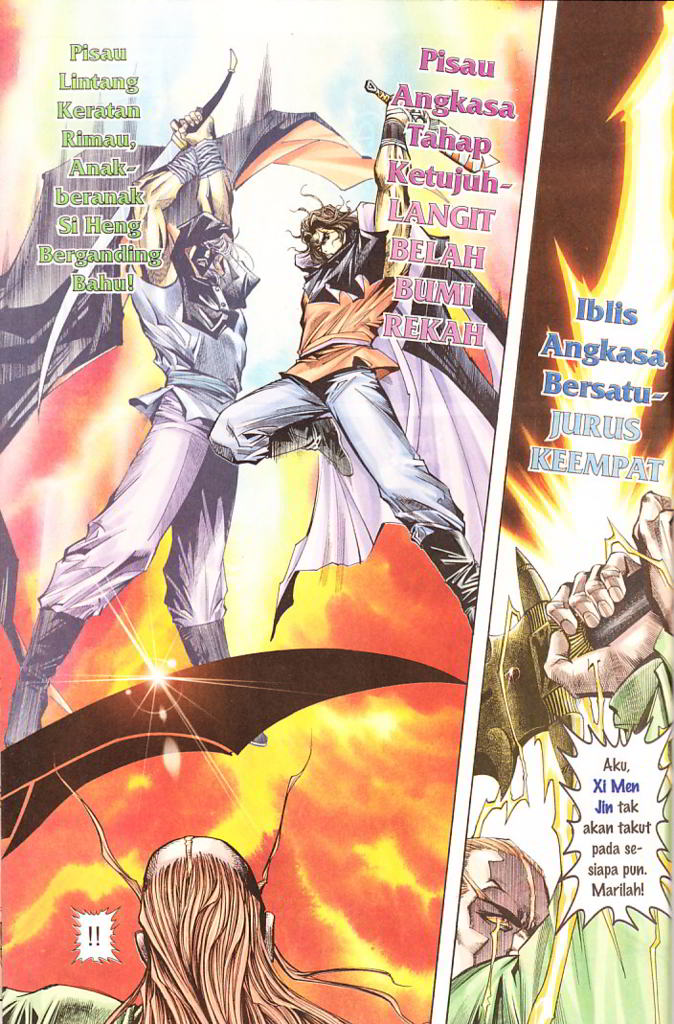 Pisau
Lintang
Keratan
Rimau,
Anak-
beranak
Si Heng
Berganding
Bahu!
Pisau
Angkasa
Tahap
Ketujuh-
LANGIT
BELAH
BUMI
REKAH
!!
Iblis
Angkasa
Bersatu-
JURUS
KEEMPAT
Aku,
Xi Men
Jin tak
akan takut
pada se-
siapa pun.
Marilah!